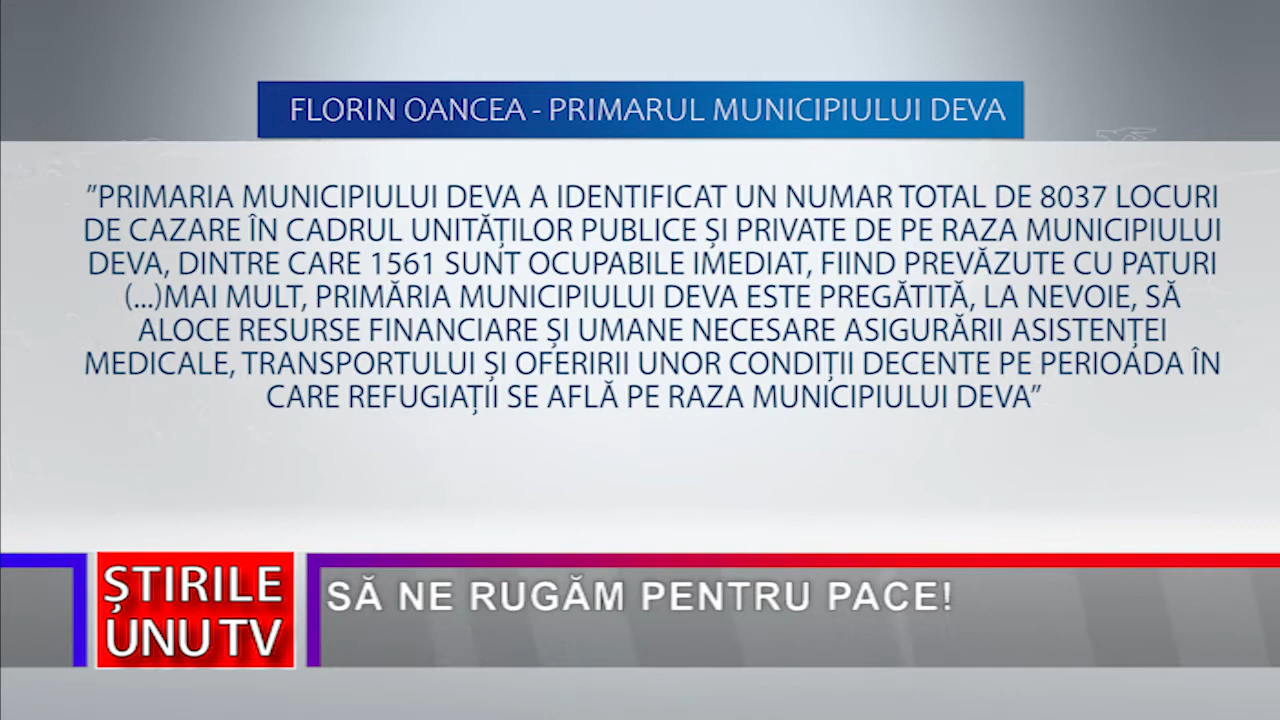 FLORIN OANCEA - PRIMARUL MUNICIPIULUI DEVA
”PRIMARIA MUNICIPIULUI DEVA A IDENTIFICAT UN NUMAR TOTAL DE 8037 LOCURI
DE CAZARE ÎN CADRUL UNITĂȚILOR PUBLICE ȘI PRIVATE DE PE RAZA MUNICIPIULUI
DEVA, DINTRE CARE 1561 SUNT OCUPABILE IMEDIAT, FIIND PREVĂZUTE CU PATURI
(...)MAI MULT, PRIMĂRIA MUNICIPIULUI DEVA ESTE PREGĂTITĂ, LA NEVOIE, SĂ
ALOCE RESURSE FINANCIARE ȘI UMANE NECESARE ASIGURĂRII ASISTENȚEI
MEDICALE, TRANSPORTULUI ȘI OFERIRII UNOR CONDIȚII DECENTE PE PERIOADA ÎN
CARE REFUGIAȚII SE AFLĂ PE RAZA MUNICIPIULUI DEVA”
ȘTIRILE
UNU TV
SĂ NE RUGĂM PENTRU PACE!